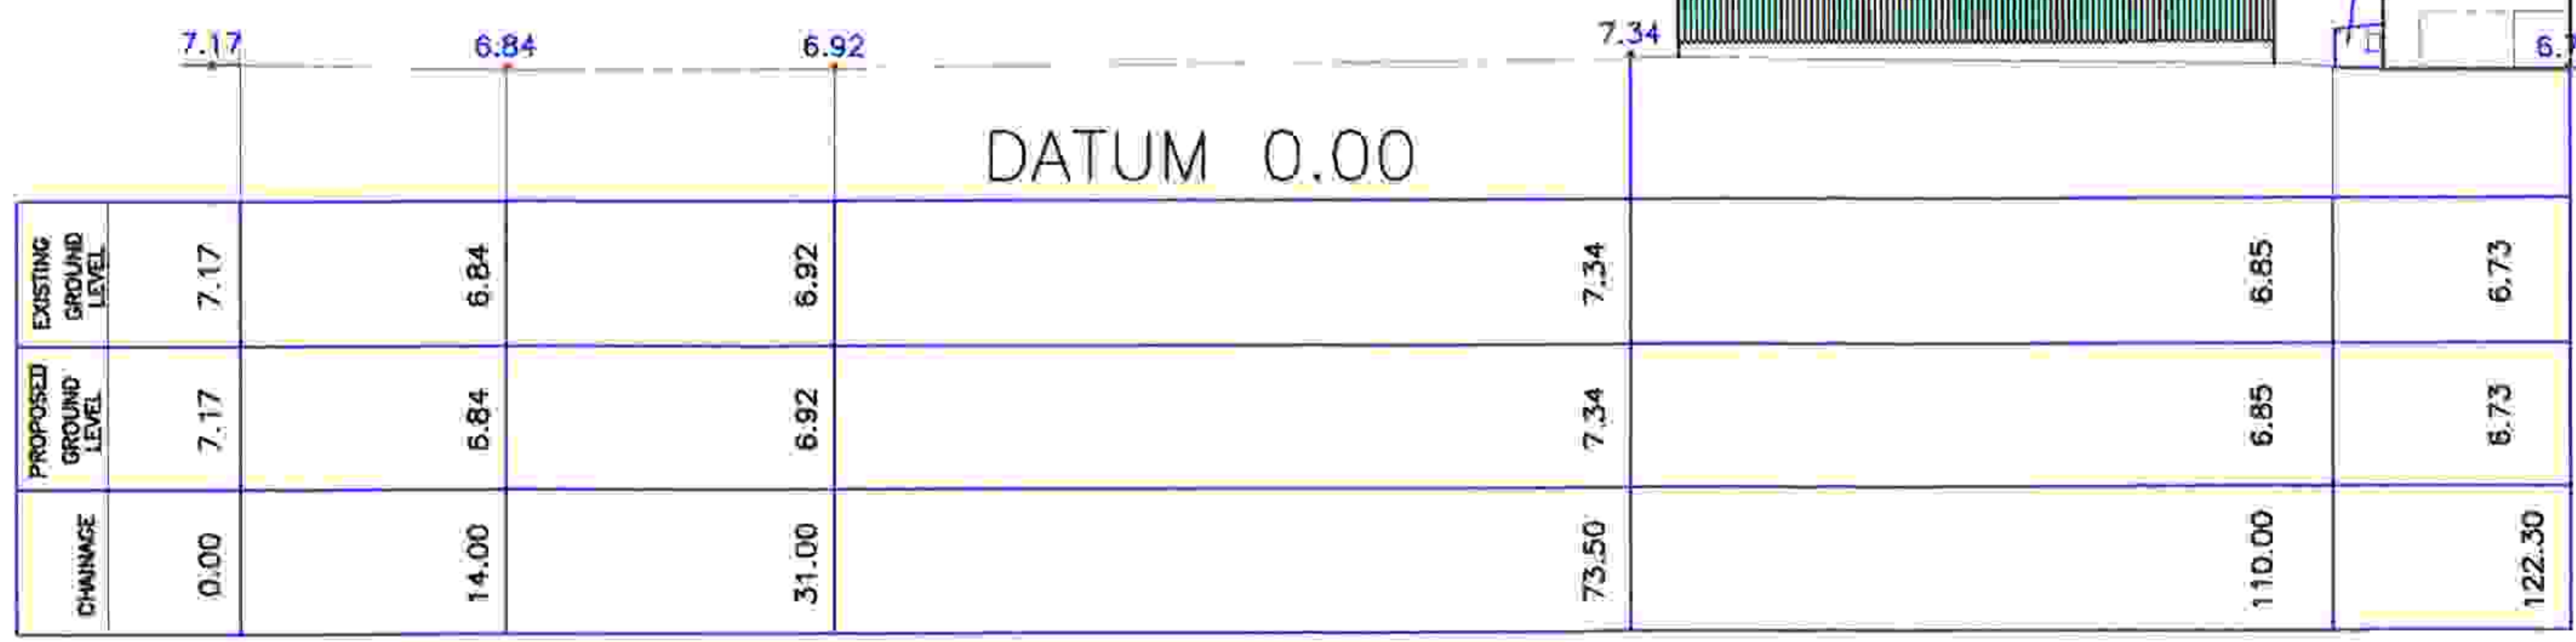 7.17 6.84 6.92 7.34
DATUM 0.00
EXISTING
GROUND
LEVEL
7.17 6.84 6.92 7.34 6.85 6.73
PROPOSED
GROUND
LEVEL
7.17 6.84 6.92 7.34 6.85 6.73
CHAINAGE
0.00 14.00 31.00 73.50 110.00 122.30